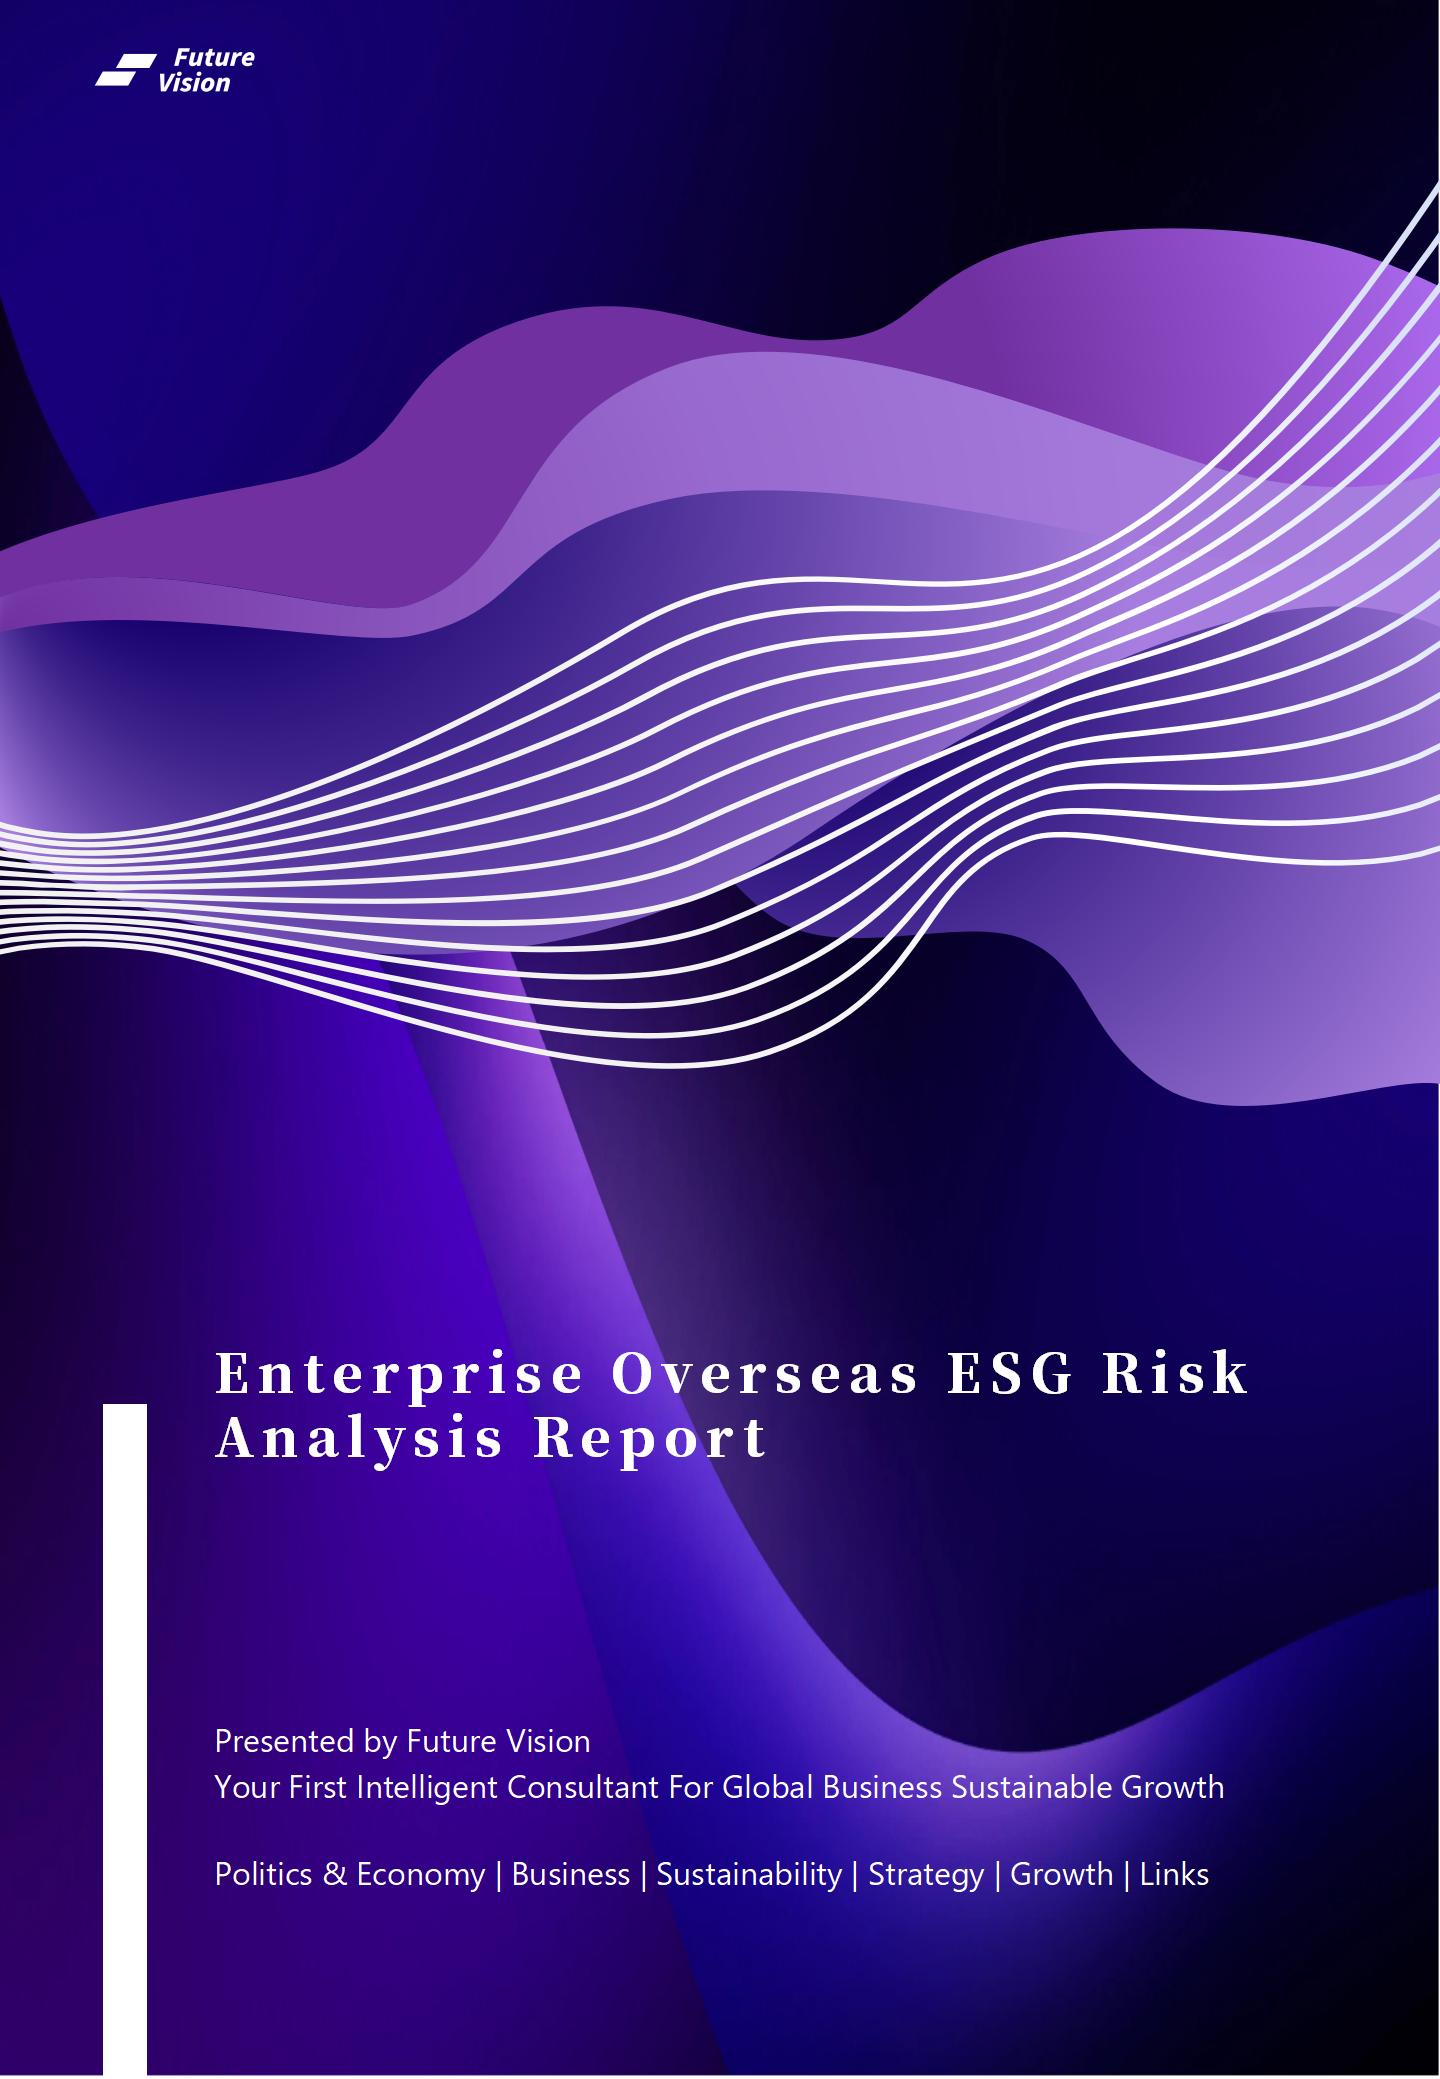 Future
Vision
Enterprise Overseas ESG Risk
Analysis Report
Presented by Future Vision
Your First Intelligent Consultant For Global Business Sustainable Growth
Politics & Economy | Business | Sustainability | Strategy | Growth | Links